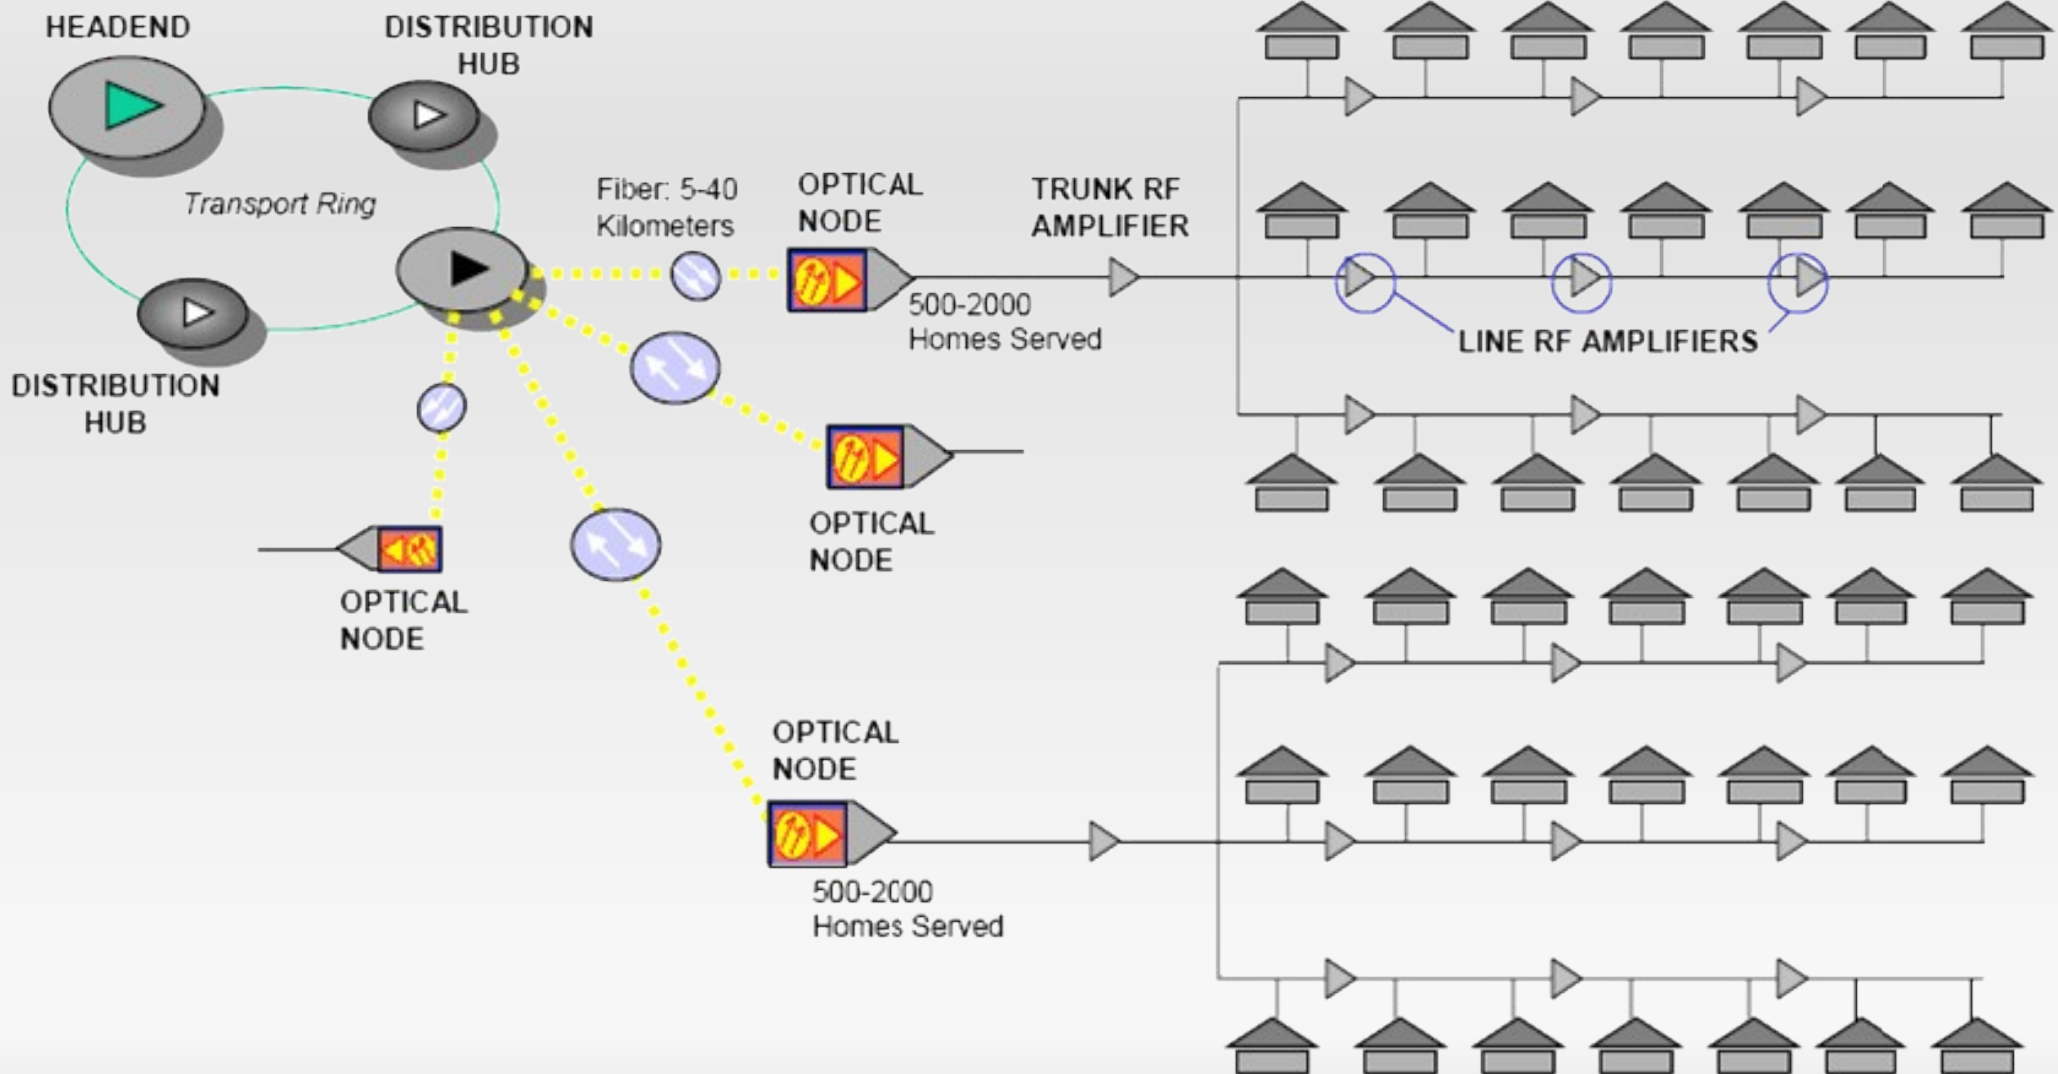 HEADEND
DISTRIBUTION
HUB
Transport Ring
Fiber: 5-40
Kilometers
OPTICAL
NODE
TRUNK RF
AMPLIFIER
500-2000
Homes Served
LINE RF AMPLIFIERS
DISTRIBUTION
HUB
OPTICAL
NODE
OPTICAL
NODE
OPTICAL
NODE
500-2000
Homes Served